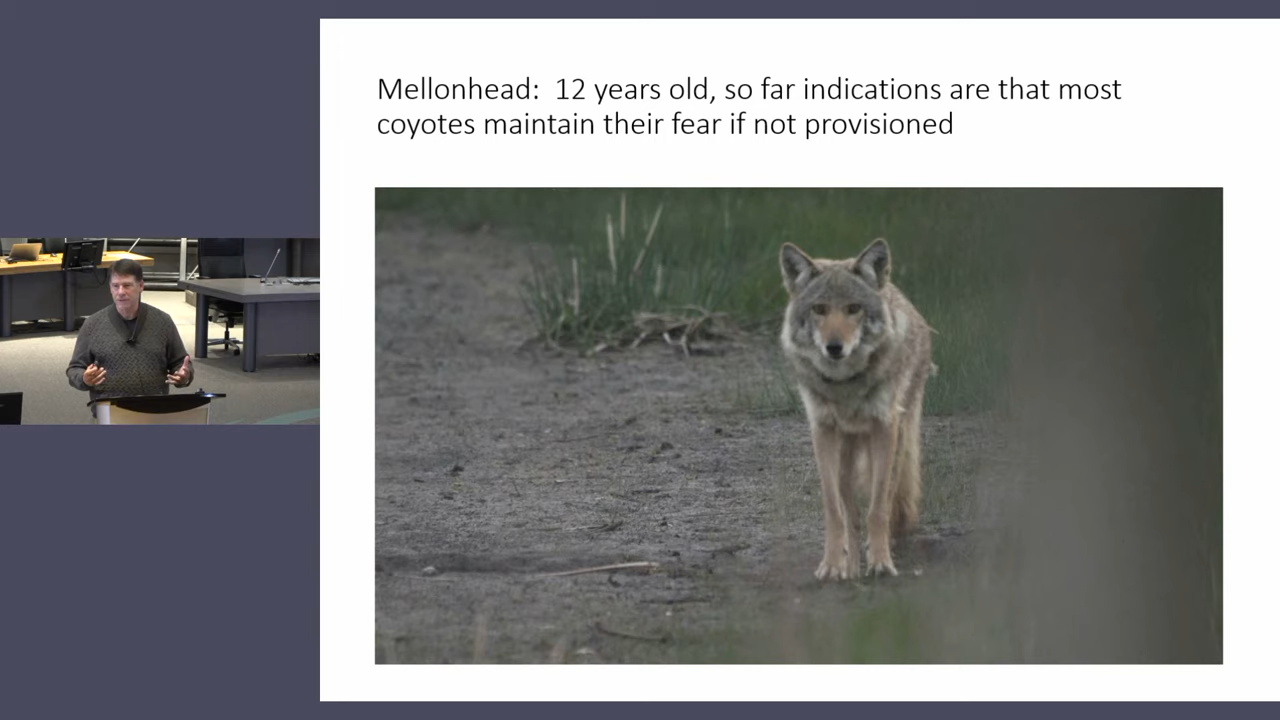 Mellonhead:  12 years old, so far indications are that most
coyotes maintain their fear if not provisioned